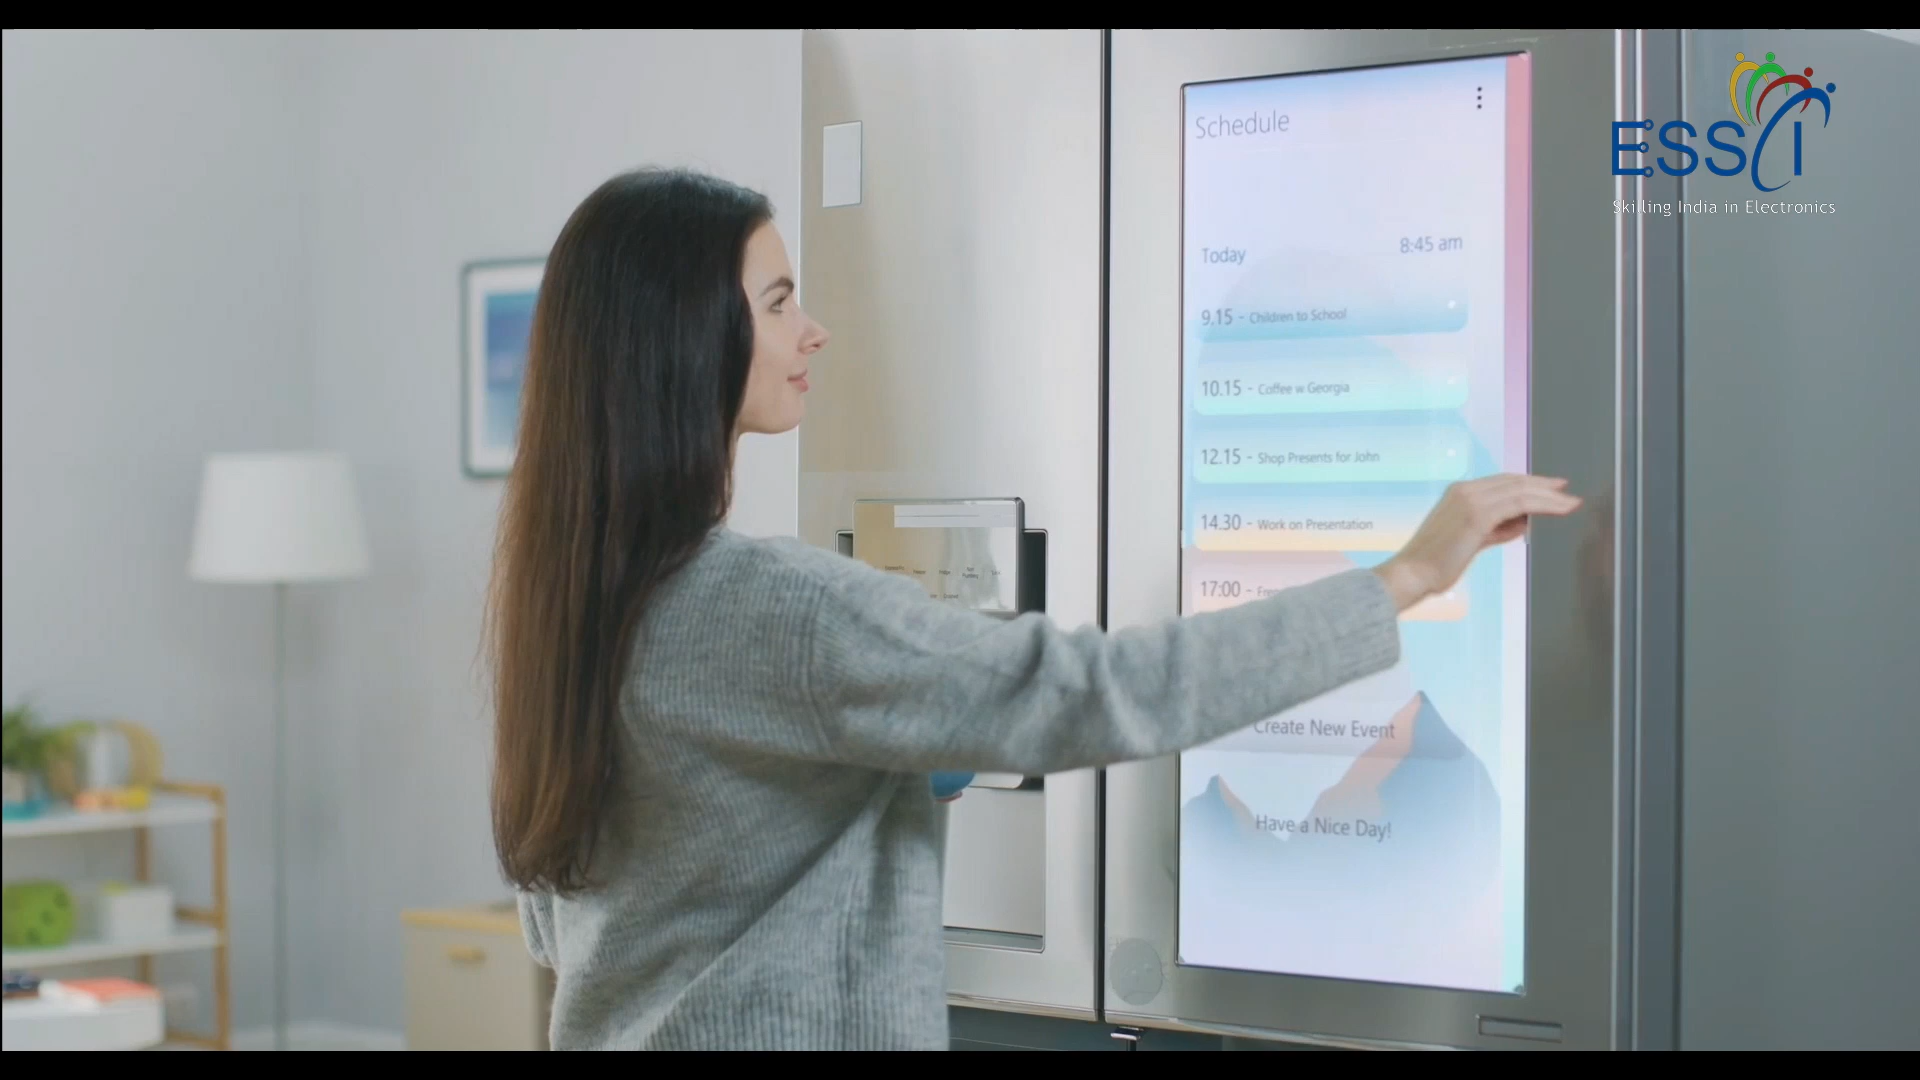 ESSCI
Skilling India in Electronics
Schedule
Today
8:45 am
9.15 - Children to School
10.15 - Coffee w Georgia
12.15 - Shop Presents for John
14.30 - Work on Presentation
17:00 -
Create New Event
Have a Nice Day!